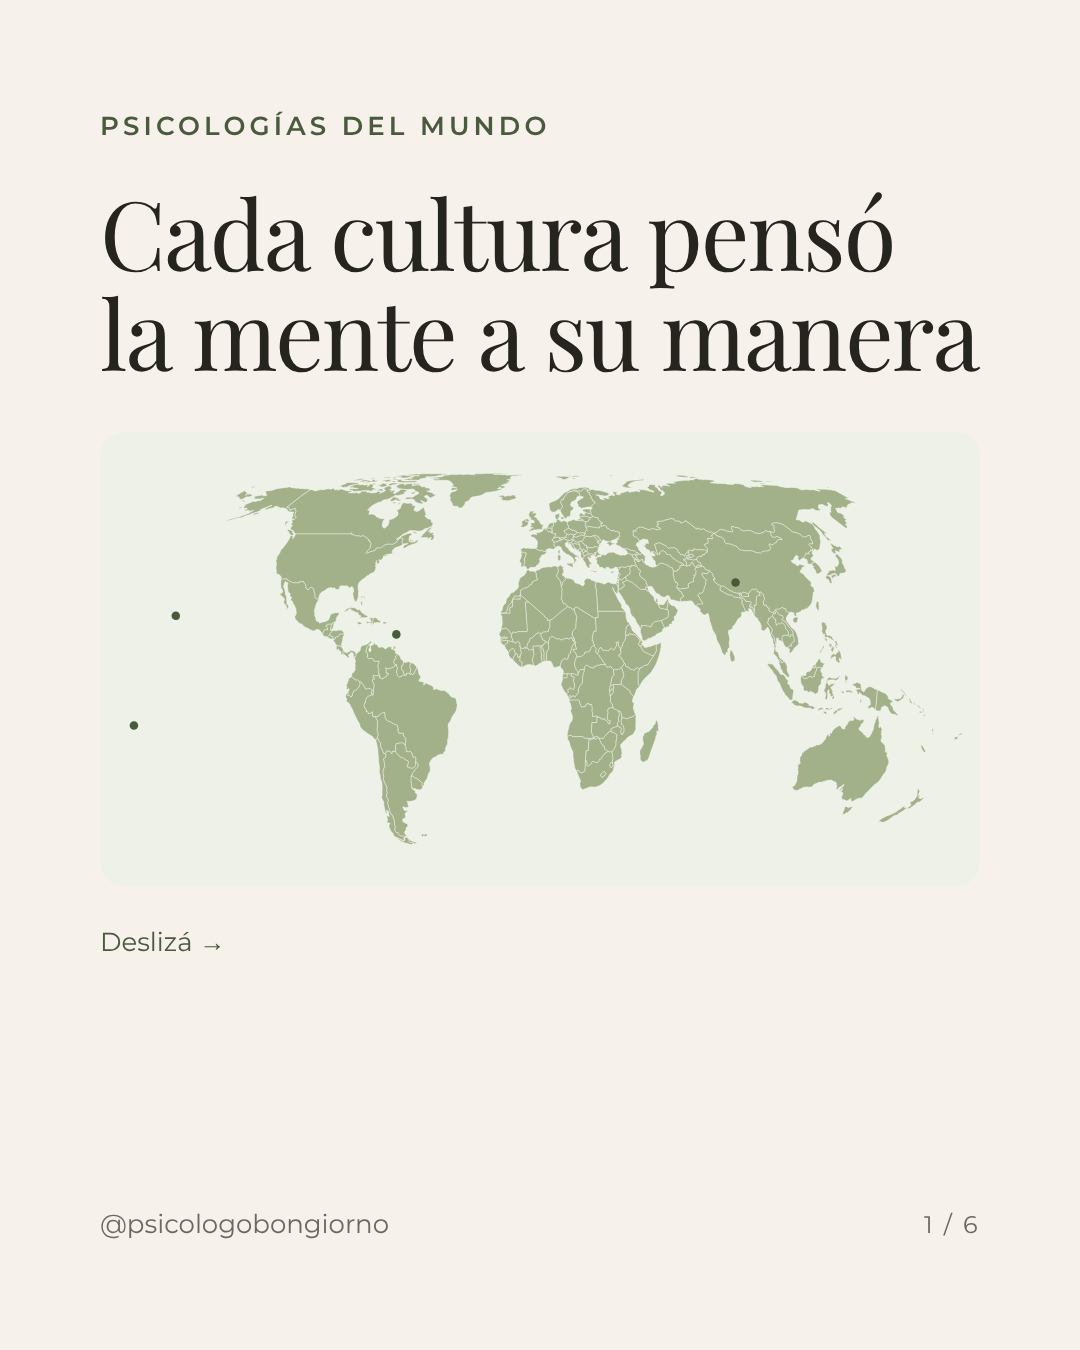 PSICOLOGÍAS DEL MUNDO
Cada cultura pensó
la mente a su manera
Deslizá →
@psicologobongiorno
1 / 6